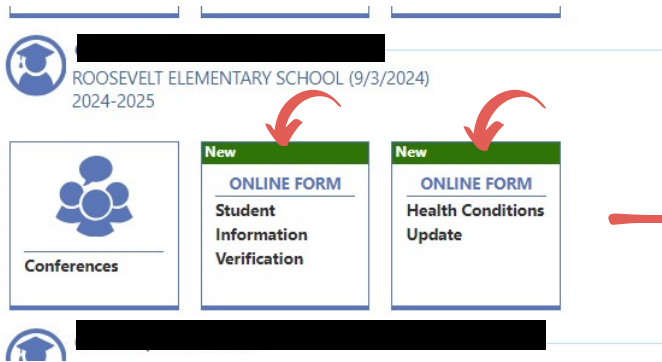 ROOSEVELT ELEMENTARY SCHOOL (9/3/2024)
2024-2025
Conferences
New
ONLINE FORM
Student
Information
Verification
New
ONLINE FORM
Health Conditions
Update